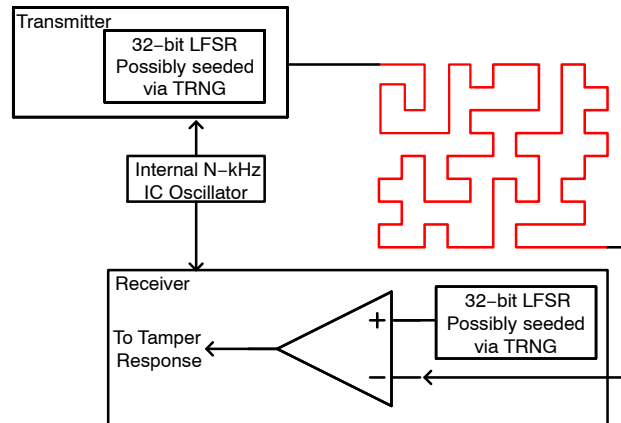 Transmitter
32−bit LFSR
Possibly seeded
via TRNG
Internal N−kHz
IC Oscillator
Receiver
32−bit LFSR
Possibly seeded
via TRNG
+
To Tamper
Response
−